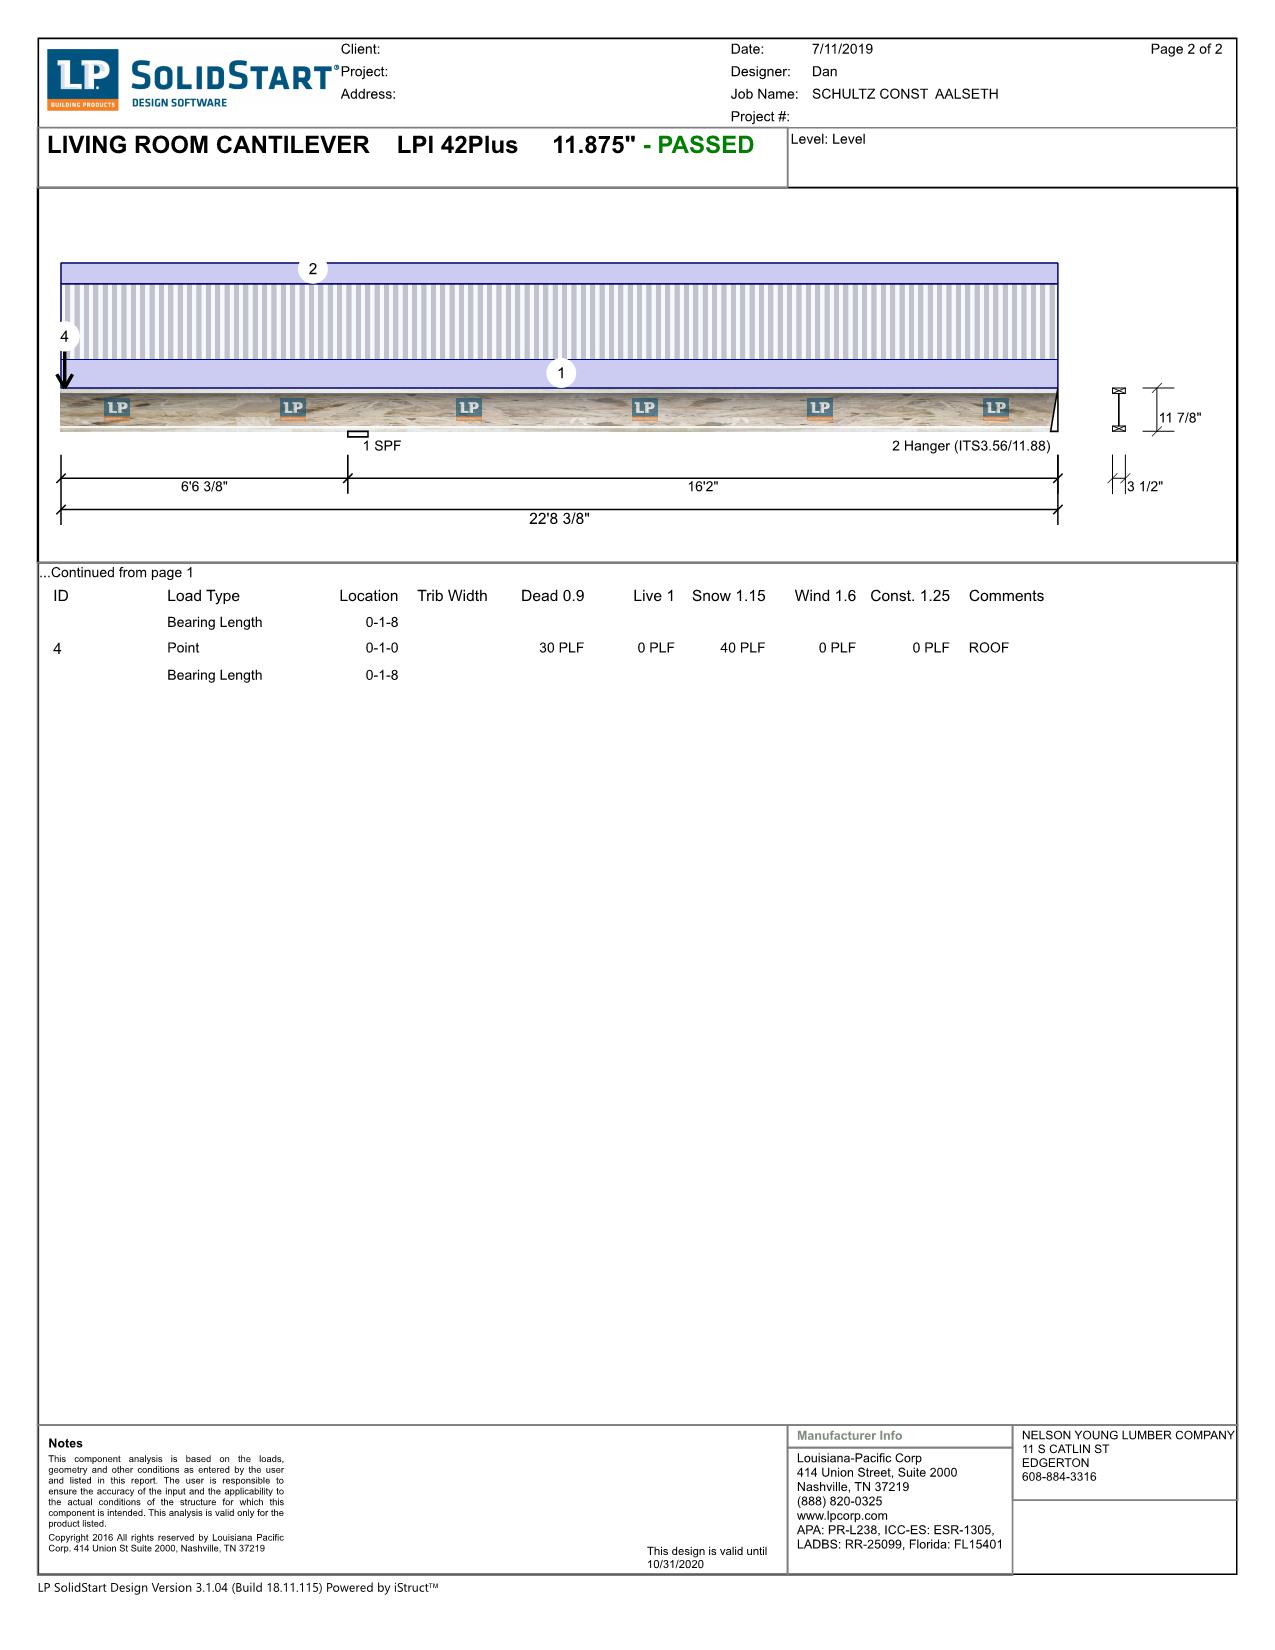 LP
BUILDING PRODUCTS
SOLIDSTART®
DESIGN SOFTWARE
Client:
Project:
Address:
Date: 7/11/2019
Designer: Dan
Job Name: SCHULTZ CONST AALSETH
Project #:
Page 2 of 2
LIVING ROOM CANTILEVER LPI 42Plus 11.875" - PASSED
Level: Level
2
4
1
LP LP LP LP LP LP
11 7/8"
1 SPF
2 Hanger (ITS3.56/11.88)
6'6 3/8"
16'2"
3 1/2"
22'8 3/8"
...Continued from page 1
ID Load Type Location Trib Width Dead 0.9 Live 1 Snow 1.15 Wind 1.6 Const. 1.25 Comments
Bearing Length 0-1-8
4 Point 0-1-0 30 PLF 0 PLF 40 PLF 0 PLF 0 PLF ROOF
Bearing Length 0-1-8
Notes
This component analysis is based on the loads,
geometry and other conditions as entered by the user
and listed in this report. The user is responsible to
ensure the accuracy of the input and the applicability to
the actual conditions of the structure for which this
component is intended. This analysis is valid only for the
product listed.
Copyright 2016 All rights reserved by Louisiana Pacific
Corp. 414 Union St Suite 2000, Nashville, TN 37219
This design is valid until
10/31/2020
Manufacturer Info
Louisiana-Pacific Corp
414 Union Street, Suite 2000
Nashville, TN 37219
(888) 820-0325
www.lpcorp.com
APA: PR-L238, ICC-ES: ESR-1305,
LADBS: RR-25099, Florida: FL15401
NELSON YOUNG LUMBER COMPANY
11 S CATLIN ST
EDGERTON
608-884-3316
LP SolidStart Design Version 3.1.04 (Build 18.11.115) Powered by iStruct™